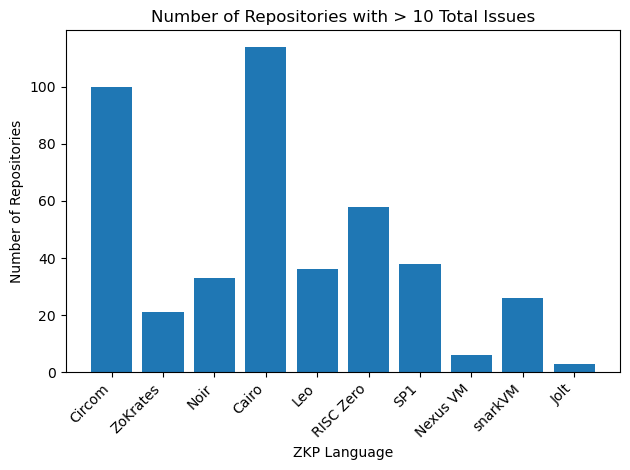 Number of Repositories with > 10 Total Issues
Number of Repositories
100
80
60
40
20
0
Circom
ZoKrates
Noir
Cairo
Leo
RISC Zero
SP1
Nexus VM
snarkVM
Jolt
ZKP Language